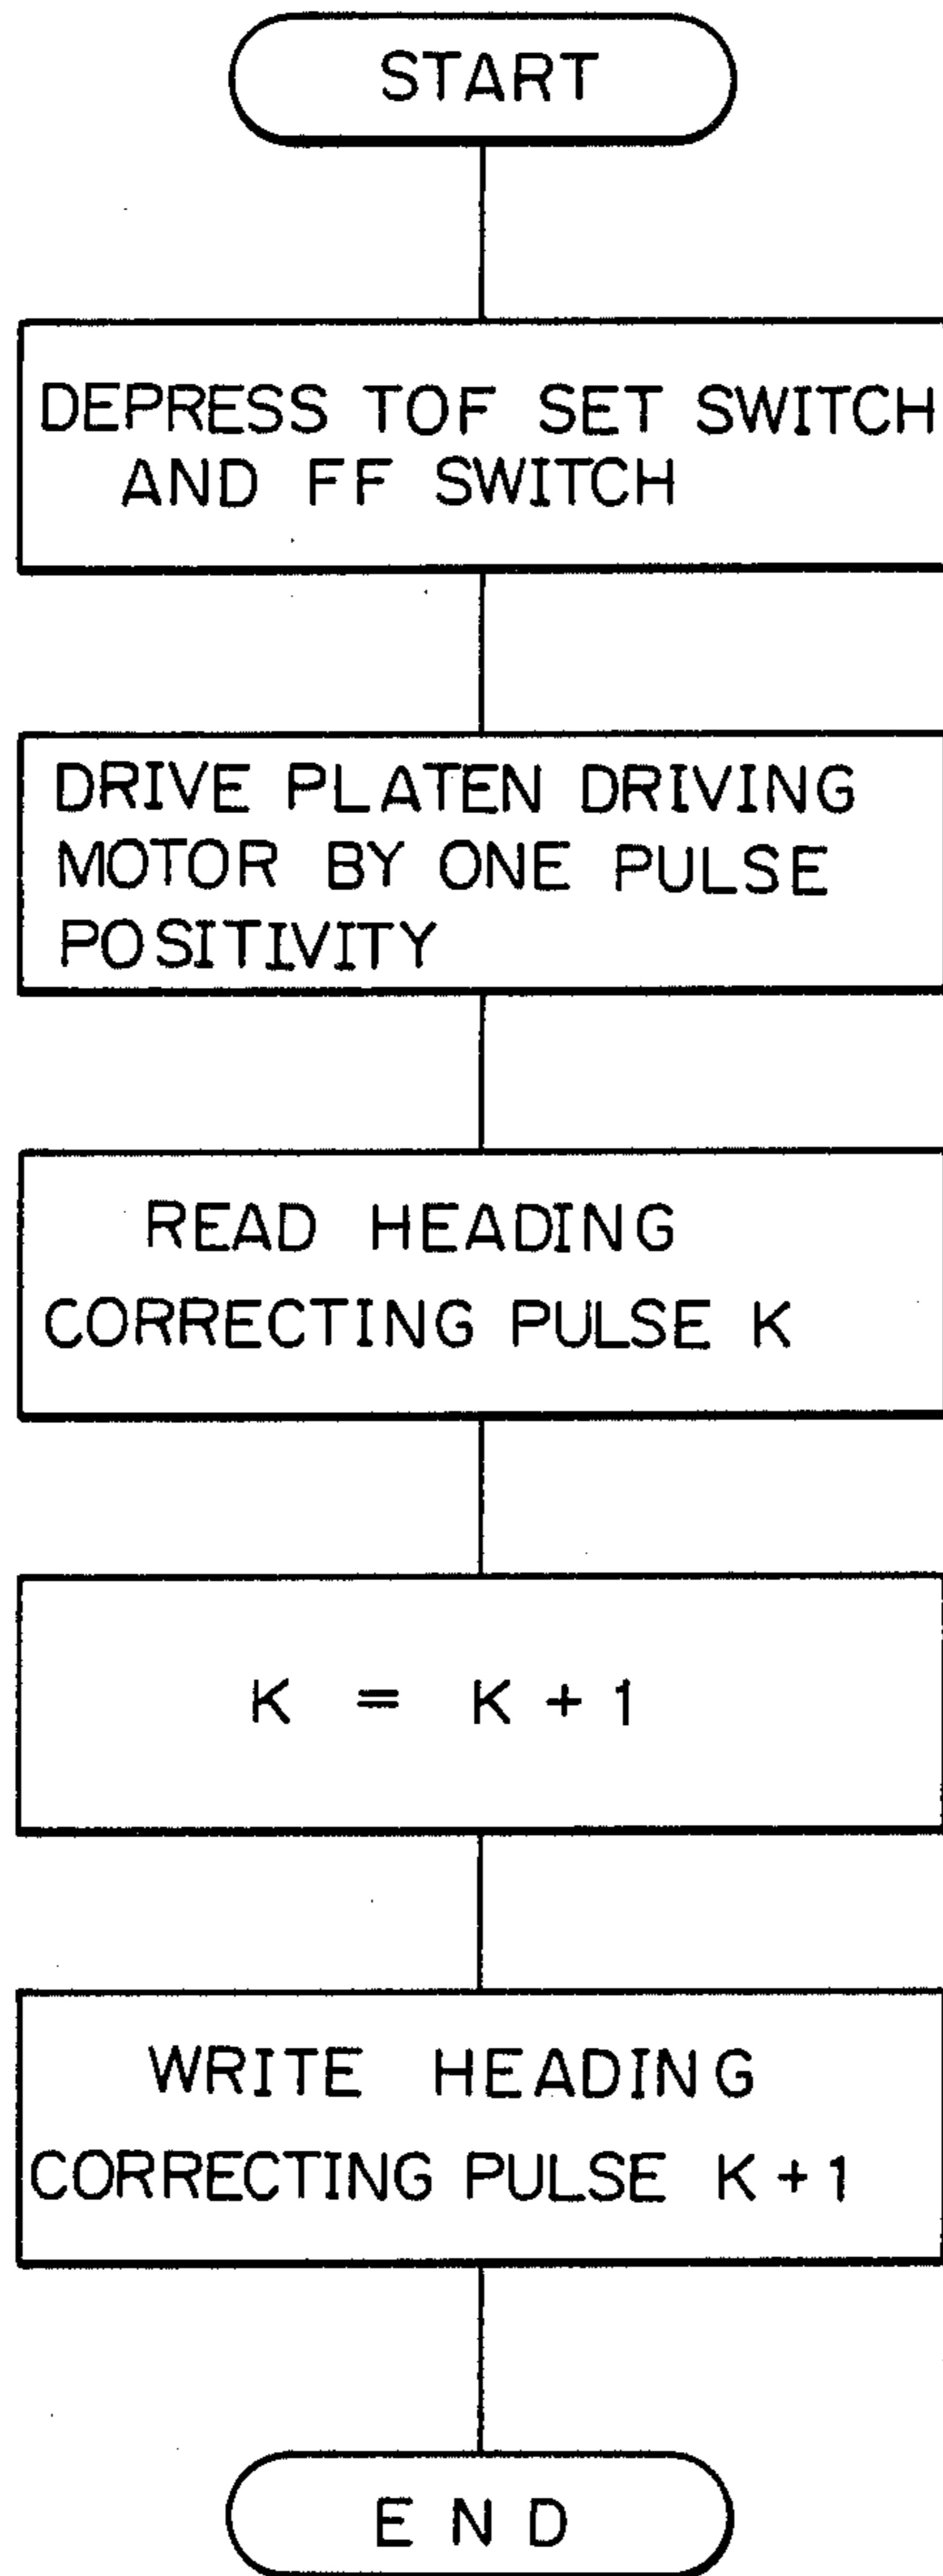 START
DEPRESS TOF SET SWITCH
AND FF SWITCH
DRIVE PLATEN DRIVING
MOTOR BY ONE PULSE
POSITIVITY
READ HEADING
CORRECTING PULSE K
K = K + 1
WRITE HEADING
CORRECTING PULSE K + 1
END